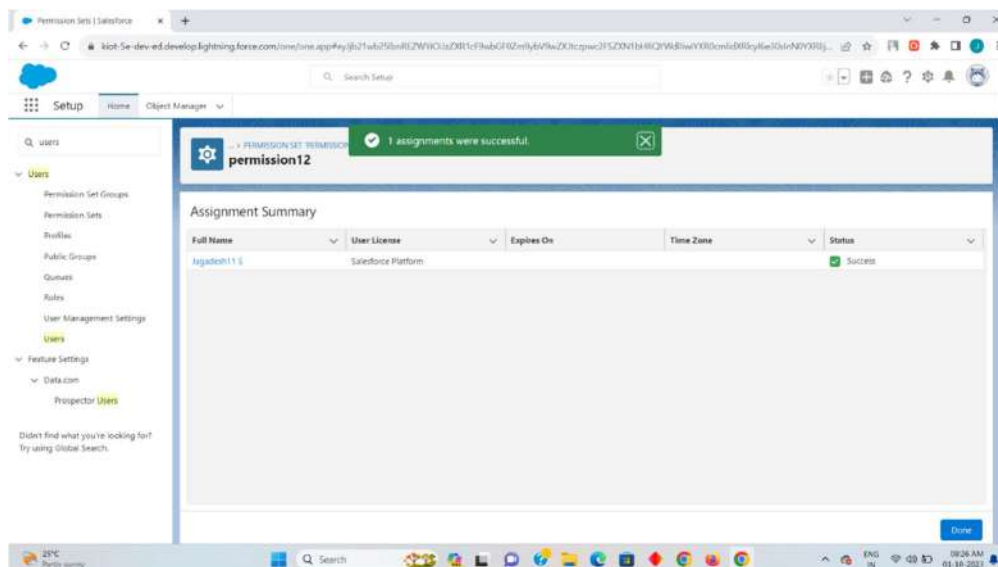 Permission Sets | Salesforce
Search Setup
Setup
Home
Object Manager
users
1 assignments were successful.
permission12
Users
Permission Set Groups
Permission Sets
Profiles
Public Groups
Queues
Roles
User Management Settings
Users
Feature Settings
Data.com
Prospector Users
Didn't find what you're looking for?
Try using Global Search.
Assignment Summary
Full Name User License Expires On Time Zone Status
Jagadesh11 S Salesforce Platform Success
Done
25°C
Partly sunny
Search
ENG
IN
08:26 AM
01-10-2023